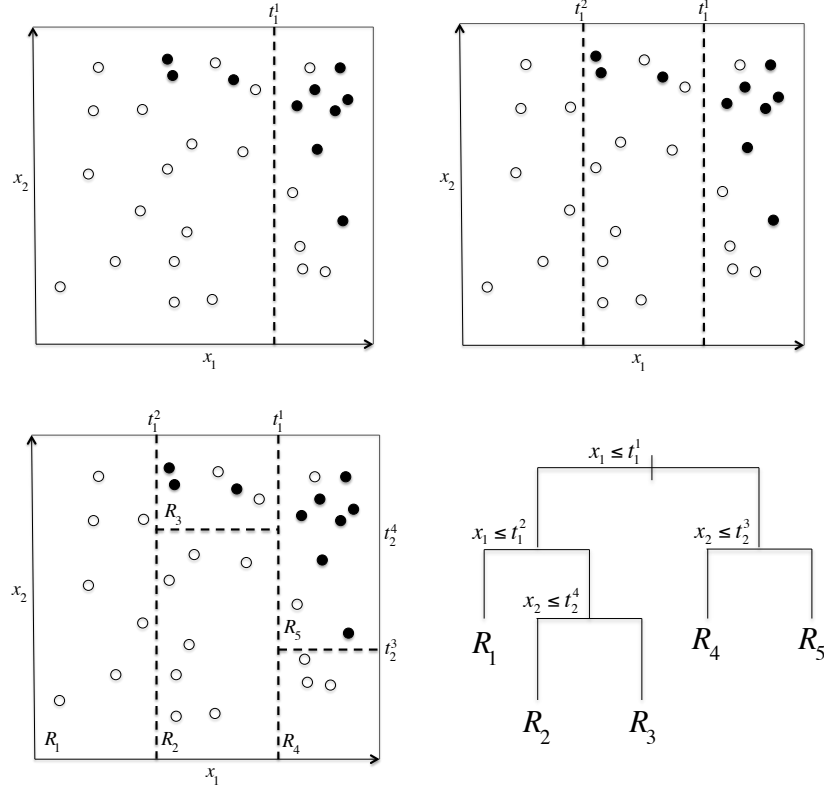 t_1^1
x_2
x_1
t_1^2 t_1^1
x_2
x_1
t_1^2 t_1^1
R_3
t_2^4
x_2
R_5
t_2^3
R_1 R_2 R_4
x_1
x_1 ≤ t_1^1
x_1 ≤ t_1^2 x_2 ≤ t_2^3
x_2 ≤ t_2^4
R_1 R_4 R_5
R_2 R_3